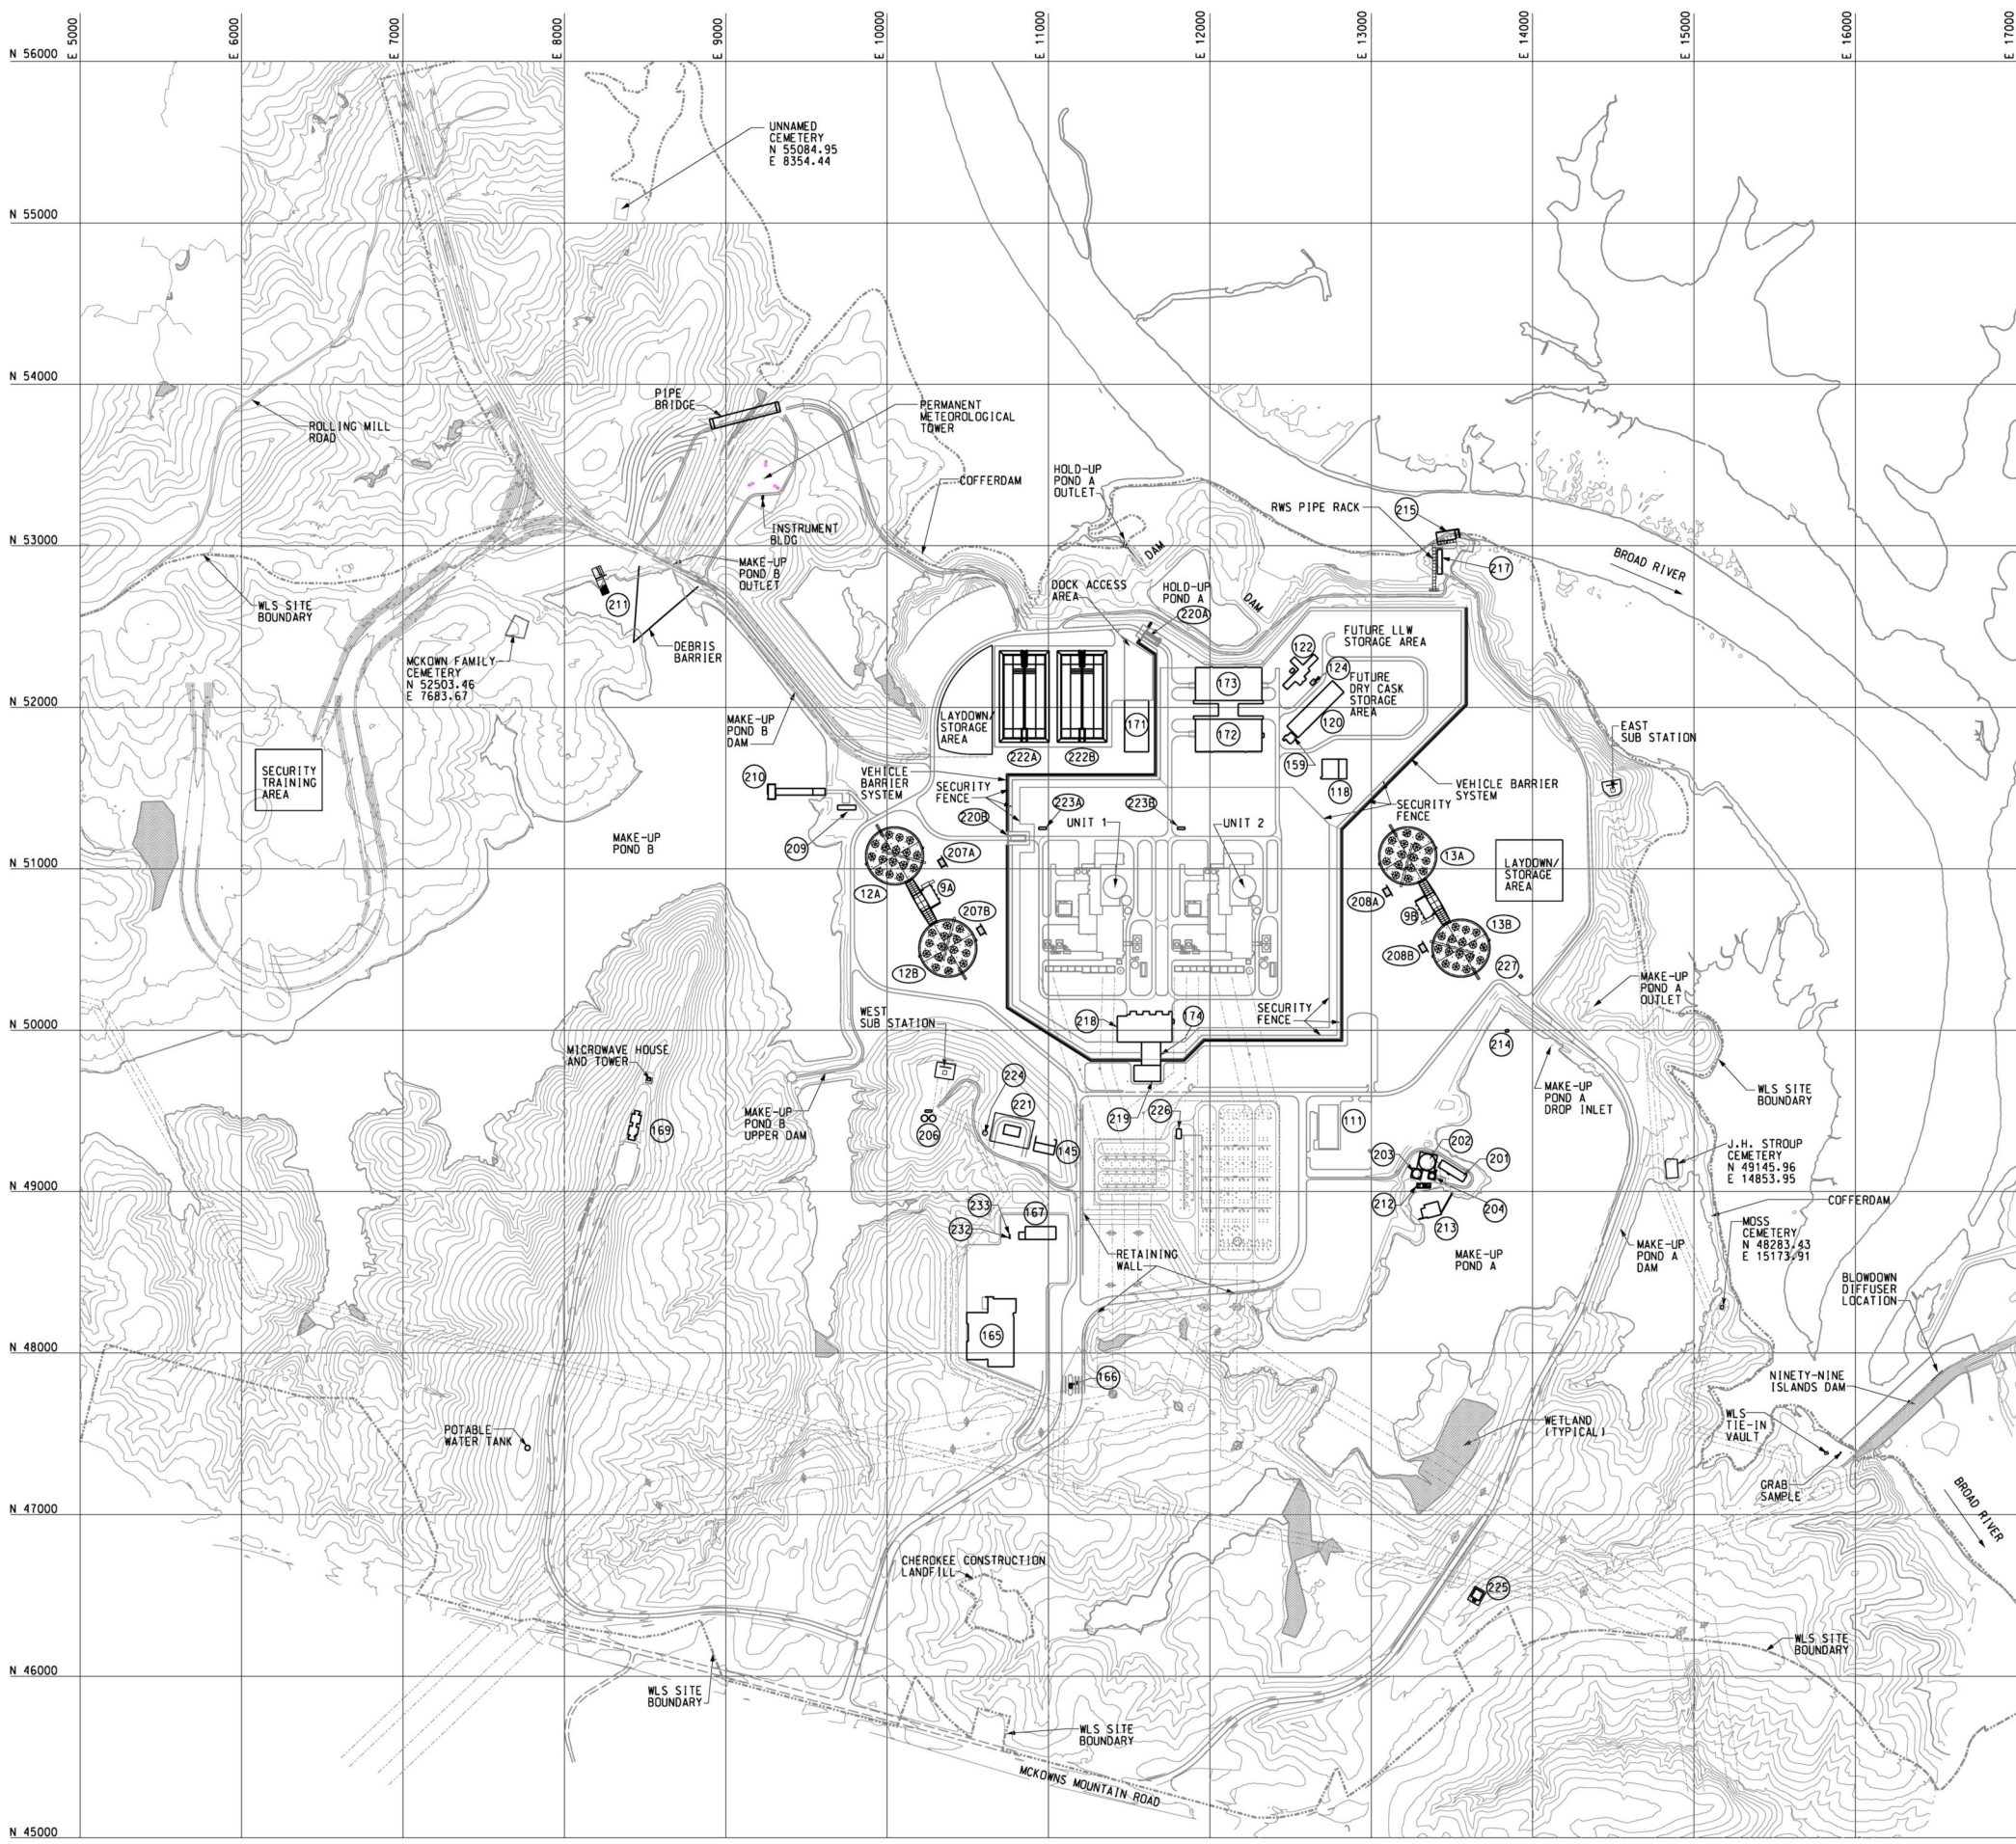 E 5000
E 6000
E 7000
E 8000
E 9000
E 10000
E 11000
E 12000
E 13000
E 14000
E 15000
E 16000
E 17000
N 56000
UNNAMED
CEMETERY
N 55084.95
E 8354.44
N 55000
N 54000
PIPE
BRIDGE
PERMANENT
METEOROLOGICAL
TOWER
ROLLING MILL
ROAD
COFFERDAM
HOLD-UP
POND A
OUTLET
RWS PIPE RACK
215
INSTRUMENT
BLDG
N 53000
DAM
BROAD RIVER
MAKE-UP
POND B
OUTLET
217
DOCK ACCESS
AREA
HOLD-UP
POND A
220A
DAM
WLS SITE
BOUNDARY
211
DEBRIS
BARRIER
FUTURE LLW
STORAGE AREA
122
124
MCKOWN FAMILY
CEMETERY
N 52503.46
E 7683.67
173
FUTURE
DRY CASK
STORAGE
AREA
N 52000
MAKE-UP
POND B
DAM
LAYDOWN/
STORAGE
AREA
171
120
172
EAST
SUB STATION
222A
222B
159
118
SECURITY
TRAINING
AREA
210
VEHICLE
BARRIER
SYSTEM
SECURITY
FENCE
VEHICLE BARRIER
SYSTEM
SECURITY
FENCE
223A
223B
220B
UNIT 1
UNIT 2
MAKE-UP
POND B
209
207A
13A
LAYDOWN/
STORAGE
AREA
N 51000
12A
9A
208A
207B
9B
13B
12B
208B
227
MAKE-UP
POND A
OUTLET
WEST
SUB STATION
SECURITY
FENCE
218
174
N 50000
214
MICROWAVE HOUSE
AND TOWER
224
MAKE-UP
POND A
DROP INLET
WLS SITE
BOUNDARY
MAKE-UP
POND B
UPPER DAM
221
219
226
111
206
169
145
202
203
201
J.H. STROUP
CEMETERY
N 49145.96
E 14853.95
N 49000
212
204
213
COFFERDAM
233
167
232
MOSS
CEMETERY
N 48283.43
E 15173.91
RETAINING
WALL
MAKE-UP
POND A
MAKE-UP
POND A
DAM
BLOWDOWN
DIFFUSER
LOCATION
165
N 48000
166
NINETY-NINE
ISLANDS DAM
POTABLE
WATER TANK
WETLAND
(TYPICAL)
WLS
TIE-IN
VAULT
GRAB
SAMPLE
BROAD RIVER
N 47000
CHEROKEE CONSTRUCTION
LANDFILL
225
WLS SITE
BOUNDARY
N 46000
WLS SITE
BOUNDARY
WLS SITE
BOUNDARY
MCKOWNS MOUNTAIN ROAD
N 45000